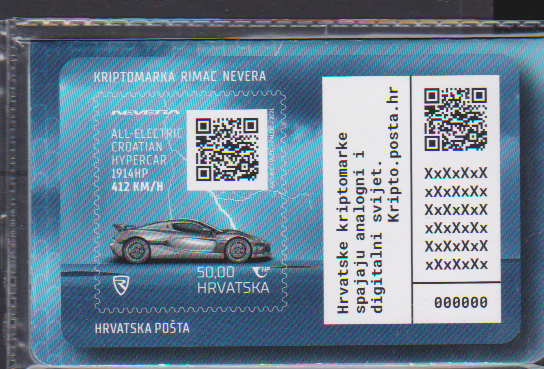 KRIPTOMARKA RIMAC NEVERA
NEVERA
ALL-ELECTRIC
CROATIAN
HYPERCAR
1914HP
412 KM/H
50,00
HRVATSKA
HRVATSKA POŠTA
Hrvatske kriptomarke
spajaju analogni i
digitalni svijet.
Kripto.posta.hr
XxXxXxX
xXxXxXx
XxXxXxX
xXxXxXx
XxXxXxX
xXxXxXx
000000